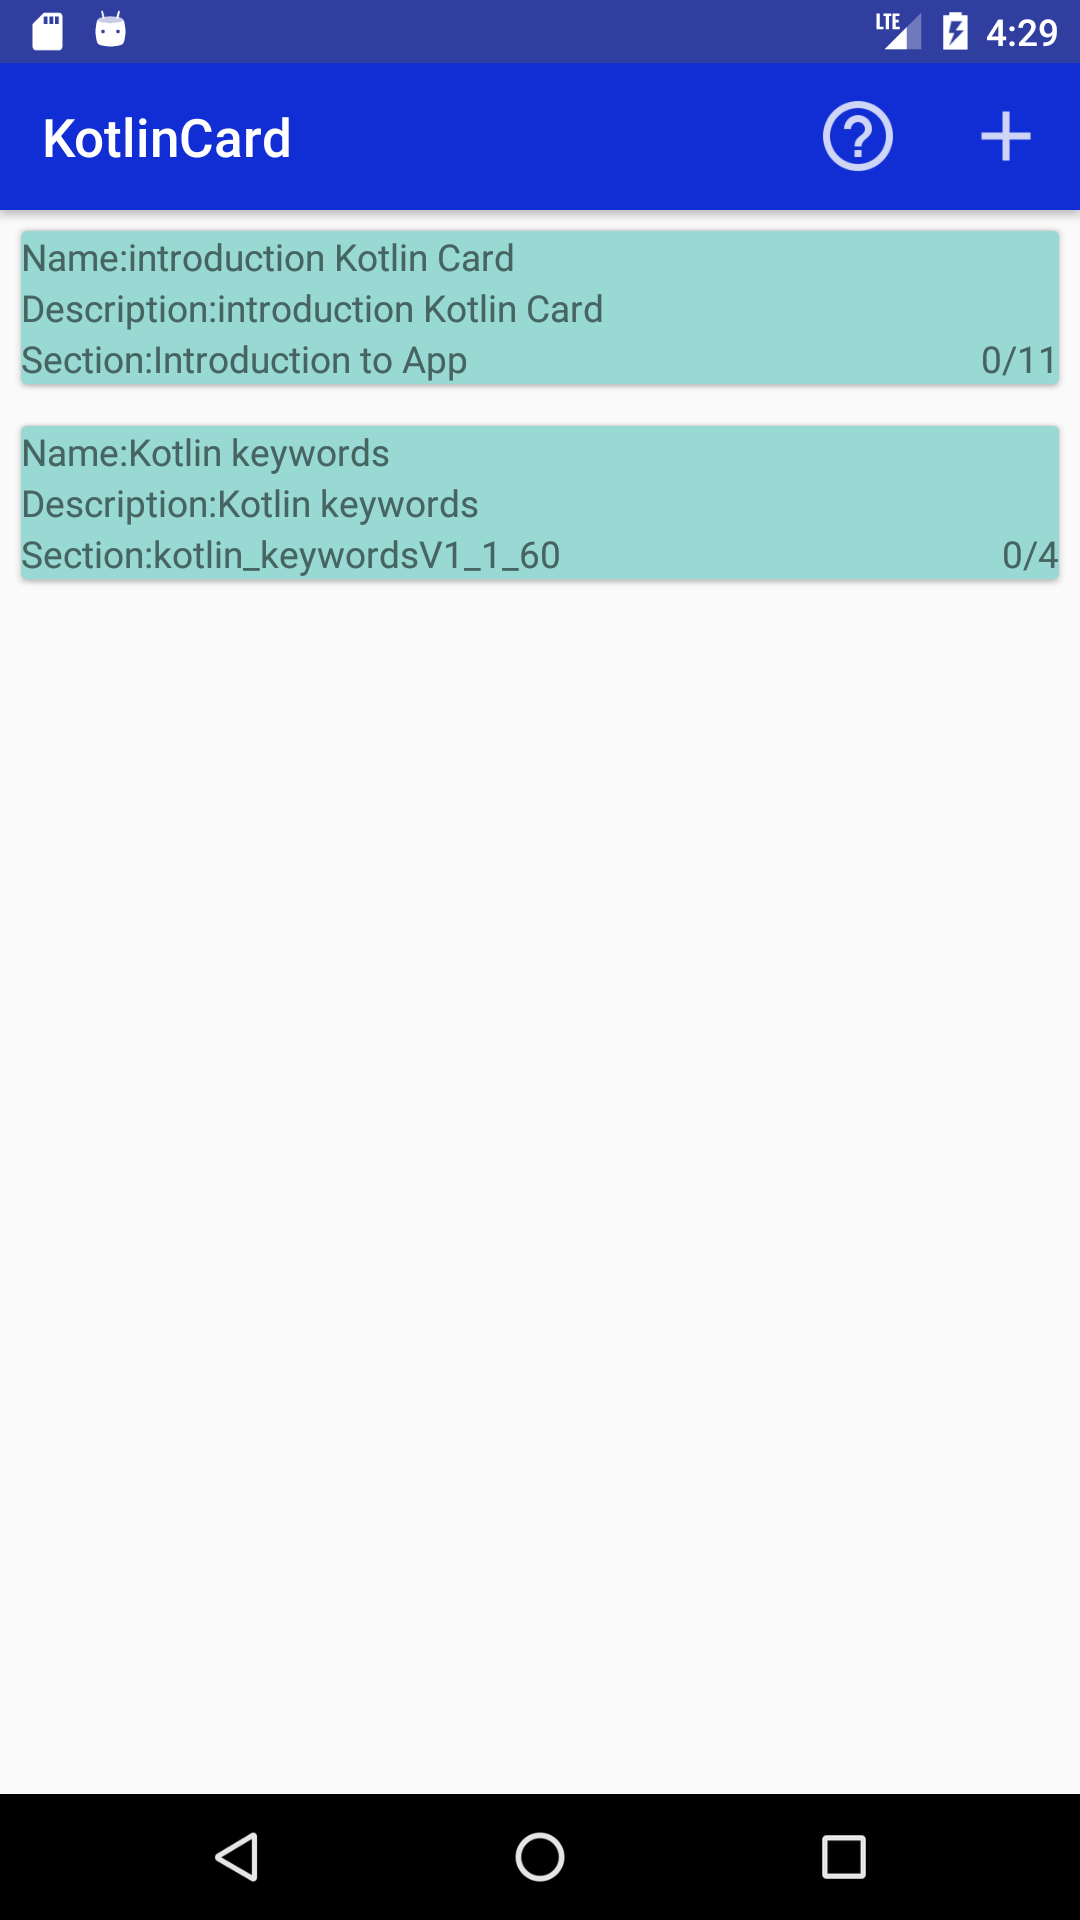 LTE 4:29
KotlinCard
Name:introduction Kotlin Card
Description:introduction Kotlin Card
Section:Introduction to App 0/11
Name:Kotlin keywords
Description:Kotlin keywords
Section:kotlin_keywordsV1_1_60 0/4